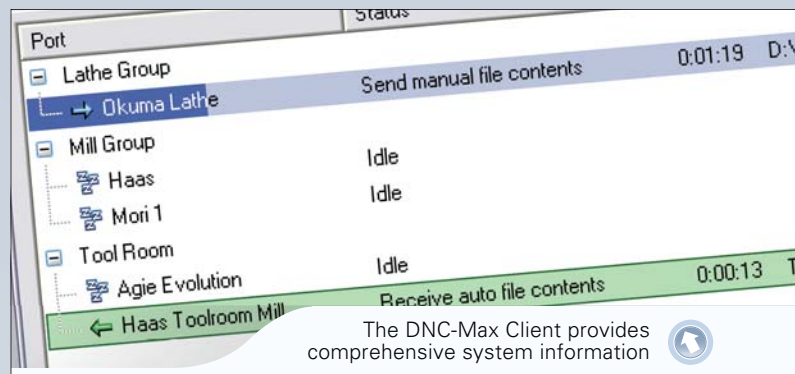 Port Status
Lathe Group
Okuma Lathe Send manual file contents 0:01:19 D:\
Mill Group
Haas Idle
Mori 1 Idle
Tool Room
Agie Evolution Idle
Haas Toolroom Mill Receive auto file contents 0:00:13 T
The DNC-Max Client provides
comprehensive system information